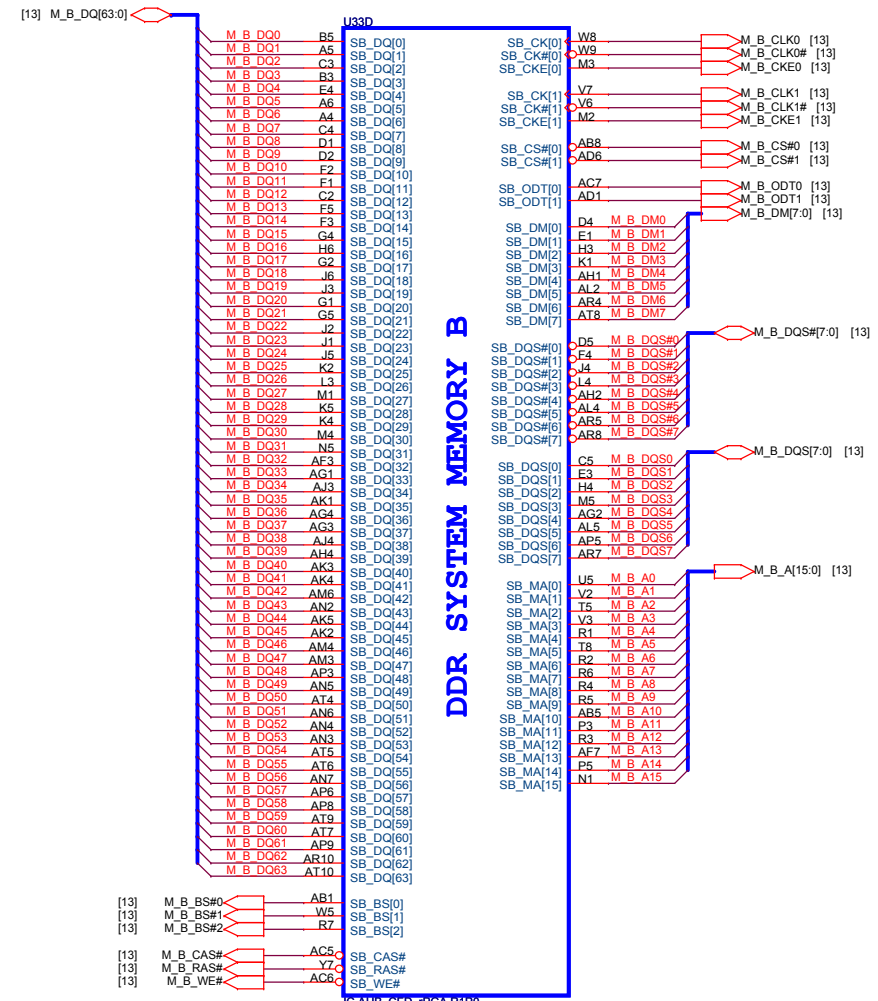 [13] M_B_DQ[63:0]
U33D
M_B_DQ0 B5 SB_DQ[0]
M_B_DQ1 A5 SB_DQ[1]
M_B_DQ2 C3 SB_DQ[2]
M_B_DQ3 B3 SB_DQ[3]
M_B_DQ4 E4 SB_DQ[4]
M_B_DQ5 A6 SB_DQ[5]
M_B_DQ6 A4 SB_DQ[6]
M_B_DQ7 C4 SB_DQ[7]
M_B_DQ8 D1 SB_DQ[8]
M_B_DQ9 D2 SB_DQ[9]
M_B_DQ10 F2 SB_DQ[10]
M_B_DQ11 F1 SB_DQ[11]
M_B_DQ12 C2 SB_DQ[12]
M_B_DQ13 F5 SB_DQ[13]
M_B_DQ14 F3 SB_DQ[14]
M_B_DQ15 G4 SB_DQ[15]
M_B_DQ16 H6 SB_DQ[16]
M_B_DQ17 G2 SB_DQ[17]
M_B_DQ18 J6 SB_DQ[18]
M_B_DQ19 J3 SB_DQ[19]
M_B_DQ20 G1 SB_DQ[20]
M_B_DQ21 G5 SB_DQ[21]
M_B_DQ22 J2 SB_DQ[22]
M_B_DQ23 J1 SB_DQ[23]
M_B_DQ24 J5 SB_DQ[24]
M_B_DQ25 K2 SB_DQ[25]
M_B_DQ26 L3 SB_DQ[26]
M_B_DQ27 M1 SB_DQ[27]
M_B_DQ28 K5 SB_DQ[28]
M_B_DQ29 K4 SB_DQ[29]
M_B_DQ30 M4 SB_DQ[30]
M_B_DQ31 N5 SB_DQ[31]
M_B_DQ32 AF3 SB_DQ[32]
M_B_DQ33 AG1 SB_DQ[33]
M_B_DQ34 AJ3 SB_DQ[34]
M_B_DQ35 AK1 SB_DQ[35]
M_B_DQ36 AG4 SB_DQ[36]
M_B_DQ37 AG3 SB_DQ[37]
M_B_DQ38 AJ4 SB_DQ[38]
M_B_DQ39 AH4 SB_DQ[39]
M_B_DQ40 AK3 SB_DQ[40]
M_B_DQ41 AK4 SB_DQ[41]
M_B_DQ42 AM6 SB_DQ[42]
M_B_DQ43 AN2 SB_DQ[43]
M_B_DQ44 AK5 SB_DQ[44]
M_B_DQ45 AK2 SB_DQ[45]
M_B_DQ46 AM4 SB_DQ[46]
M_B_DQ47 AM3 SB_DQ[47]
M_B_DQ48 AP3 SB_DQ[48]
M_B_DQ49 AN5 SB_DQ[49]
M_B_DQ50 AT4 SB_DQ[50]
M_B_DQ51 AN6 SB_DQ[51]
M_B_DQ52 AN4 SB_DQ[52]
M_B_DQ53 AN3 SB_DQ[53]
M_B_DQ54 AT5 SB_DQ[54]
M_B_DQ55 AT6 SB_DQ[55]
M_B_DQ56 AN7 SB_DQ[56]
M_B_DQ57 AP6 SB_DQ[57]
M_B_DQ58 AP8 SB_DQ[58]
M_B_DQ59 AT9 SB_DQ[59]
M_B_DQ60 AT7 SB_DQ[60]
M_B_DQ61 AP9 SB_DQ[61]
M_B_DQ62 AR10 SB_DQ[62]
M_B_DQ63 AT10 SB_DQ[63]
[13] M_B_BS#0 AB1 SB_BS[0]
[13] M_B_BS#1 W5 SB_BS[1]
[13] M_B_BS#2 R7 SB_BS[2]
[13] M_B_CAS# AC5 SB_CAS#
[13] M_B_RAS# Y7 SB_RAS#
[13] M_B_WE# AC6 SB_WE#
DDR SYSTEM MEMORY B
SB_CK[0] W8 M_B_CLK0 [13]
SB_CK#[0] W9 M_B_CLK0# [13]
SB_CKE[0] M3 M_B_CKE0 [13]
SB_CK[1] V7 M_B_CLK1 [13]
SB_CK#[1] V6 M_B_CLK1# [13]
SB_CKE[1] M2 M_B_CKE1 [13]
SB_CS#[0] AB8 M_B_CS#0 [13]
SB_CS#[1] AD6 M_B_CS#1 [13]
SB_ODT[0] AC7 M_B_ODT0 [13]
SB_ODT[1] AD1 M_B_ODT1 [13]
M_B_DM[7:0] [13]
SB_DM[0] D4 M_B_DM0
SB_DM[1] E1 M_B_DM1
SB_DM[2] H3 M_B_DM2
SB_DM[3] K1 M_B_DM3
SB_DM[4] AH1 M_B_DM4
SB_DM[5] AL2 M_B_DM5
SB_DM[6] AR4 M_B_DM6
SB_DM[7] AT8 M_B_DM7
M_B_DQS#[7:0] [13]
SB_DQS#[0] D5 M_B_DQS#0
SB_DQS#[1] F4 M_B_DQS#1
SB_DQS#[2] J4 M_B_DQS#2
SB_DQS#[3] L4 M_B_DQS#3
SB_DQS#[4] AH2 M_B_DQS#4
SB_DQS#[5] AL4 M_B_DQS#5
SB_DQS#[6] AR5 M_B_DQS#6
SB_DQS#[7] AR8 M_B_DQS#7
M_B_DQS[7:0] [13]
SB_DQS[0] C5 M_B_DQS0
SB_DQS[1] E3 M_B_DQS1
SB_DQS[2] H4 M_B_DQS2
SB_DQS[3] M5 M_B_DQS3
SB_DQS[4] AG2 M_B_DQS4
SB_DQS[5] AL5 M_B_DQS5
SB_DQS[6] AP5 M_B_DQS6
SB_DQS[7] AR7 M_B_DQS7
M_B_A[15:0] [13]
SB_MA[0] U5 M_B_A0
SB_MA[1] V2 M_B_A1
SB_MA[2] T5 M_B_A2
SB_MA[3] V3 M_B_A3
SB_MA[4] R1 M_B_A4
SB_MA[5] T8 M_B_A5
SB_MA[6] R2 M_B_A6
SB_MA[7] R6 M_B_A7
SB_MA[8] R4 M_B_A8
SB_MA[9] R5 M_B_A9
SB_MA[10] AB5 M_B_A10
SB_MA[11] P3 M_B_A11
SB_MA[12] R3 M_B_A12
SB_MA[13] AF7 M_B_A13
SB_MA[14] P5 M_B_A14
SB_MA[15] N1 M_B_A15